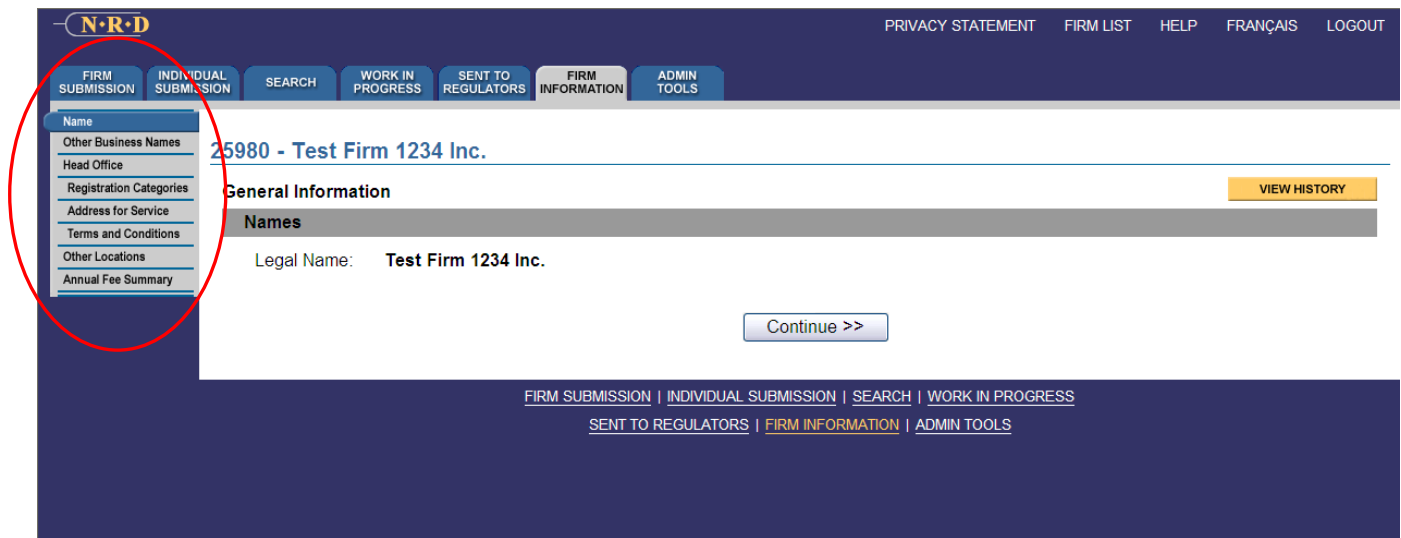 N·R·D
PRIVACY STATEMENT FIRM LIST HELP FRANÇAIS LOGOUT
FIRM SUBMISSION INDIVIDUAL SUBMISSION SEARCH WORK IN PROGRESS SENT TO REGULATORS FIRM INFORMATION ADMIN TOOLS
Name
Other Business Names
Head Office
Registration Categories
Address for Service
Terms and Conditions
Other Locations
Annual Fee Summary
25980 - Test Firm 1234 Inc.
General Information
VIEW HISTORY
Names
Legal Name: Test Firm 1234 Inc.
Continue >>
FIRM SUBMISSION | INDIVIDUAL SUBMISSION | SEARCH | WORK IN PROGRESS
SENT TO REGULATORS | FIRM INFORMATION | ADMIN TOOLS